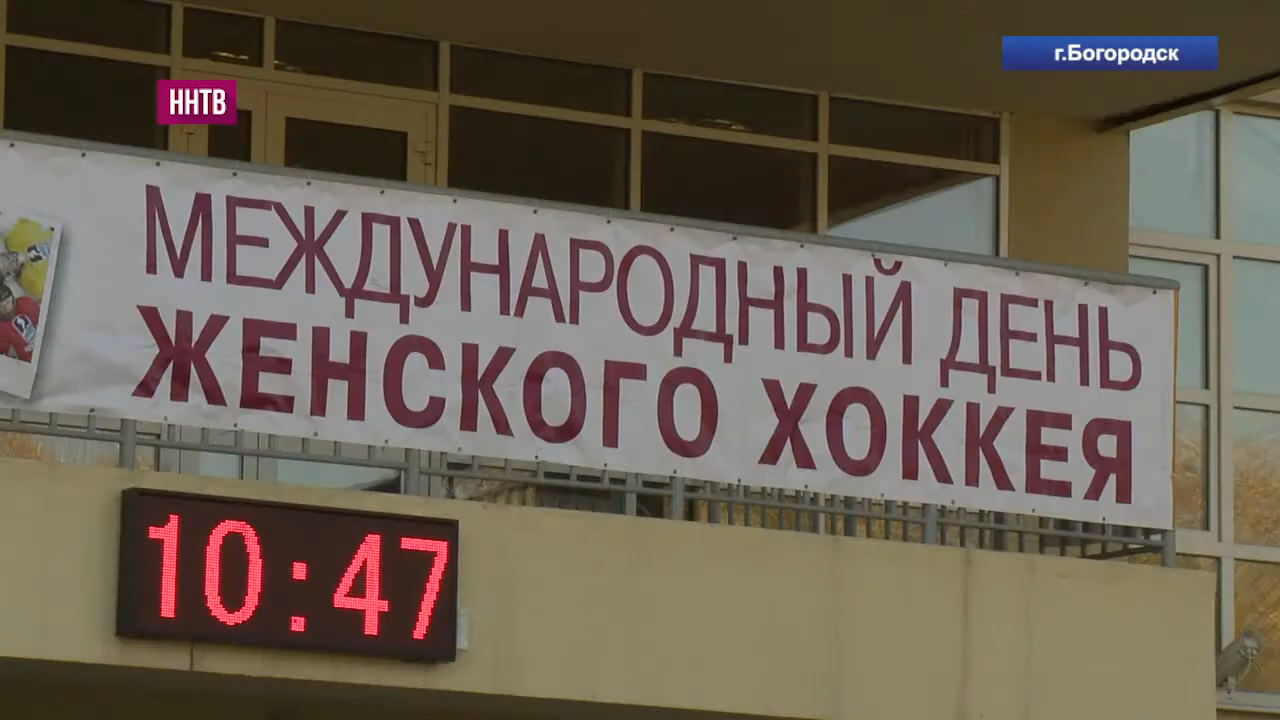 г.Богородск
ННТВ
МЕЖДУНАРОДНЫЙ ДЕНЬ
ЖЕНСКОГО ХОККЕЯ
10:47